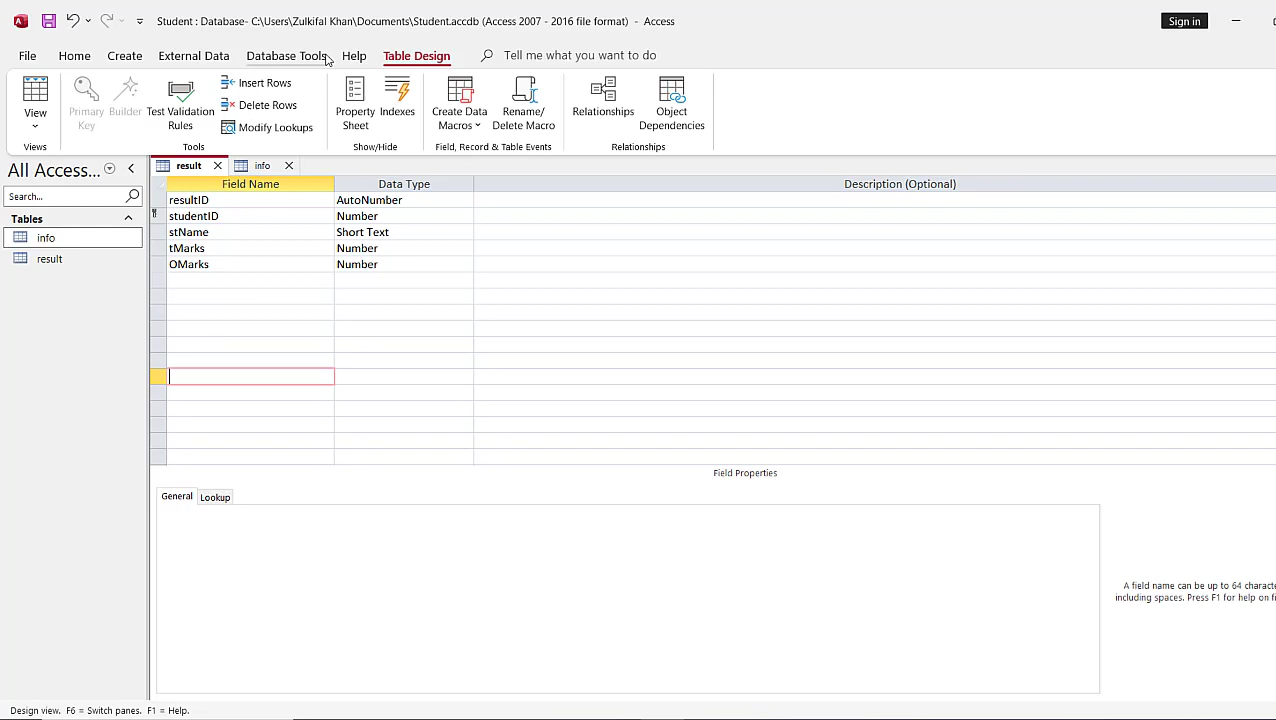 Student : Database- C:\Users\Zulkifal Khan\Documents\Student.accdb (Access 2007 - 2016 file format) - Access
Sign in
File Home Create External Data Database Tools Help Table Design Tell me what you want to do
View
Primary Key
Builder
Test Validation Rules
Insert Rows
Delete Rows
Modify Lookups
Property Sheet
Indexes
Create Data Macros
Rename/ Delete Macro
Relationships
Object Dependencies
Views Tools Show/Hide Field, Record & Table Events Relationships
All Access...
Search...
Tables
info
result
result info
Field Name Data Type Description (Optional)
resultID AutoNumber
studentID Number
stName Short Text
tMarks Number
OMarks Number
Field Properties
General Lookup
A field name can be up to 64 characte
including spaces. Press F1 for help on fi
Design view. F6 = Switch panes. F1 = Help.